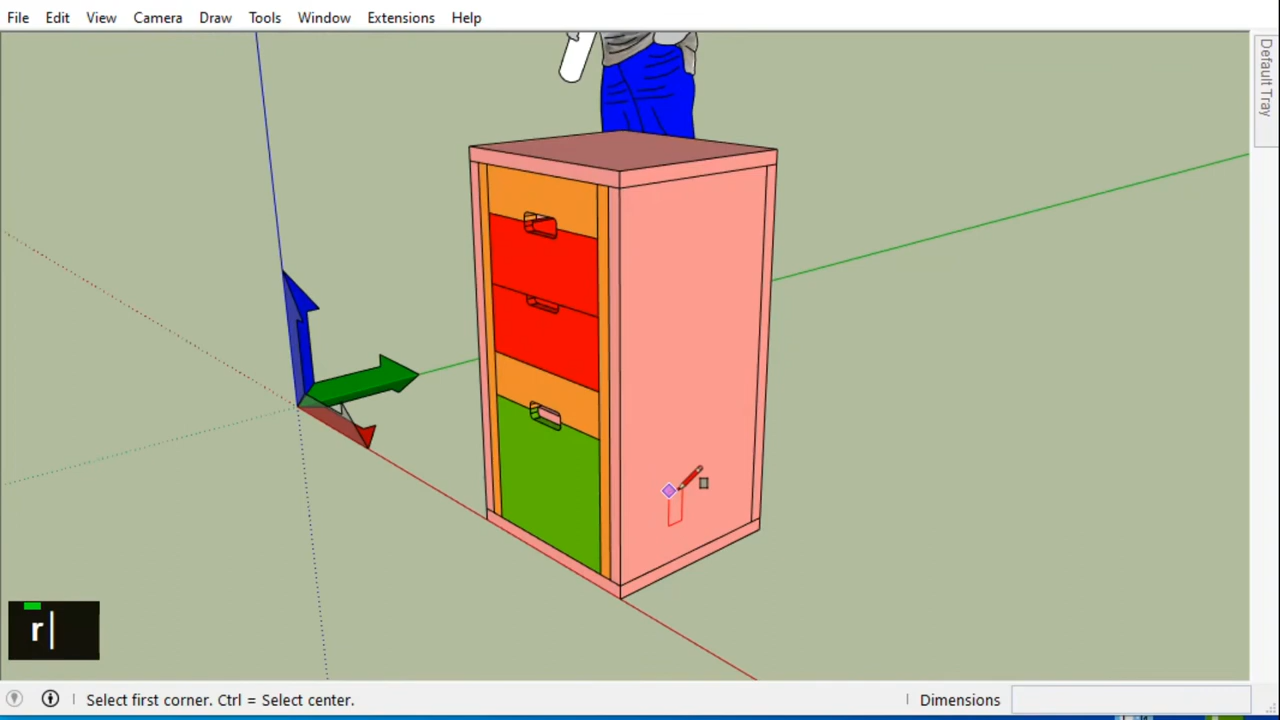 File Edit View Camera Draw Tools Window Extensions Help
Default Tray
r
Select first corner. Ctrl = Select center.
Dimensions